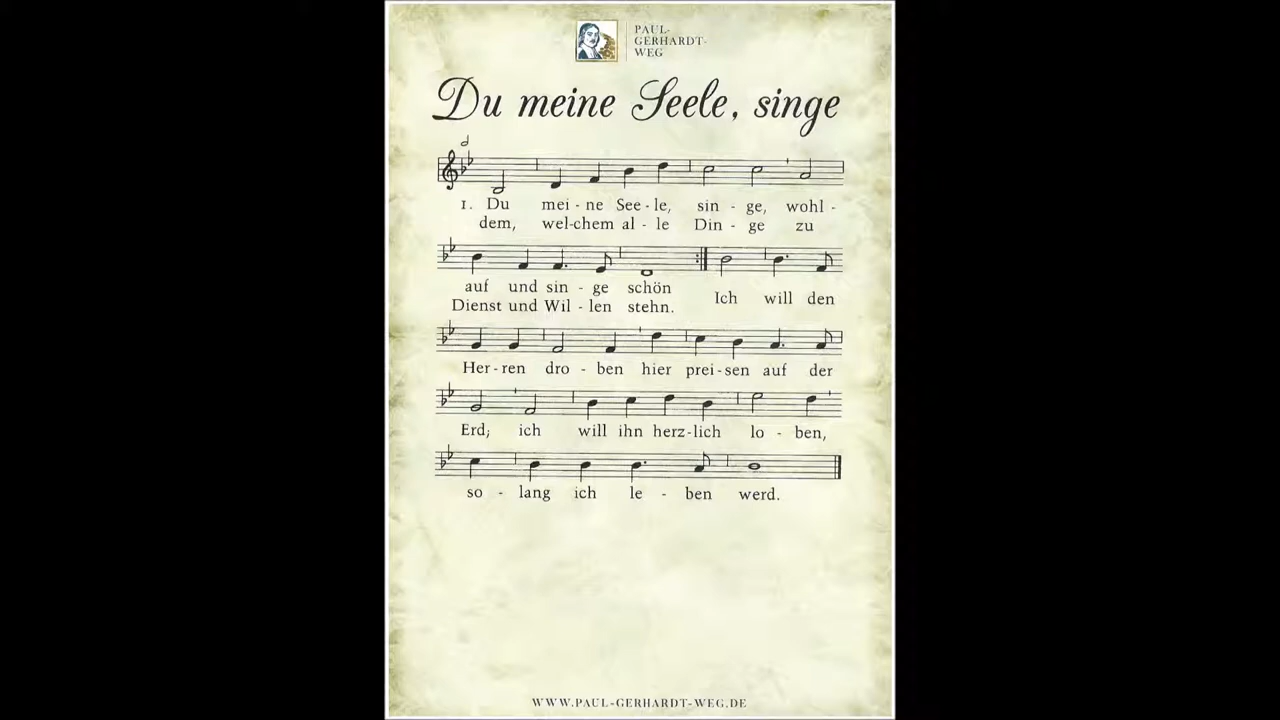 PAUL-
GERHARDT-
WEG
Du meine Seele, singe
1. Du mei - ne See - le, sin - ge, wohl -
dem, wel-chem al - le Din - ge zu
auf und sin - ge schön
Dienst und Wil - len stehn.
Ich will den
Her - ren dro - ben hier prei - sen auf der
Erd; ich will ihn herz-lich lo - ben,
so - lang ich le - ben werd.
WWW.PAUL-GERHARDT-WEG.DE